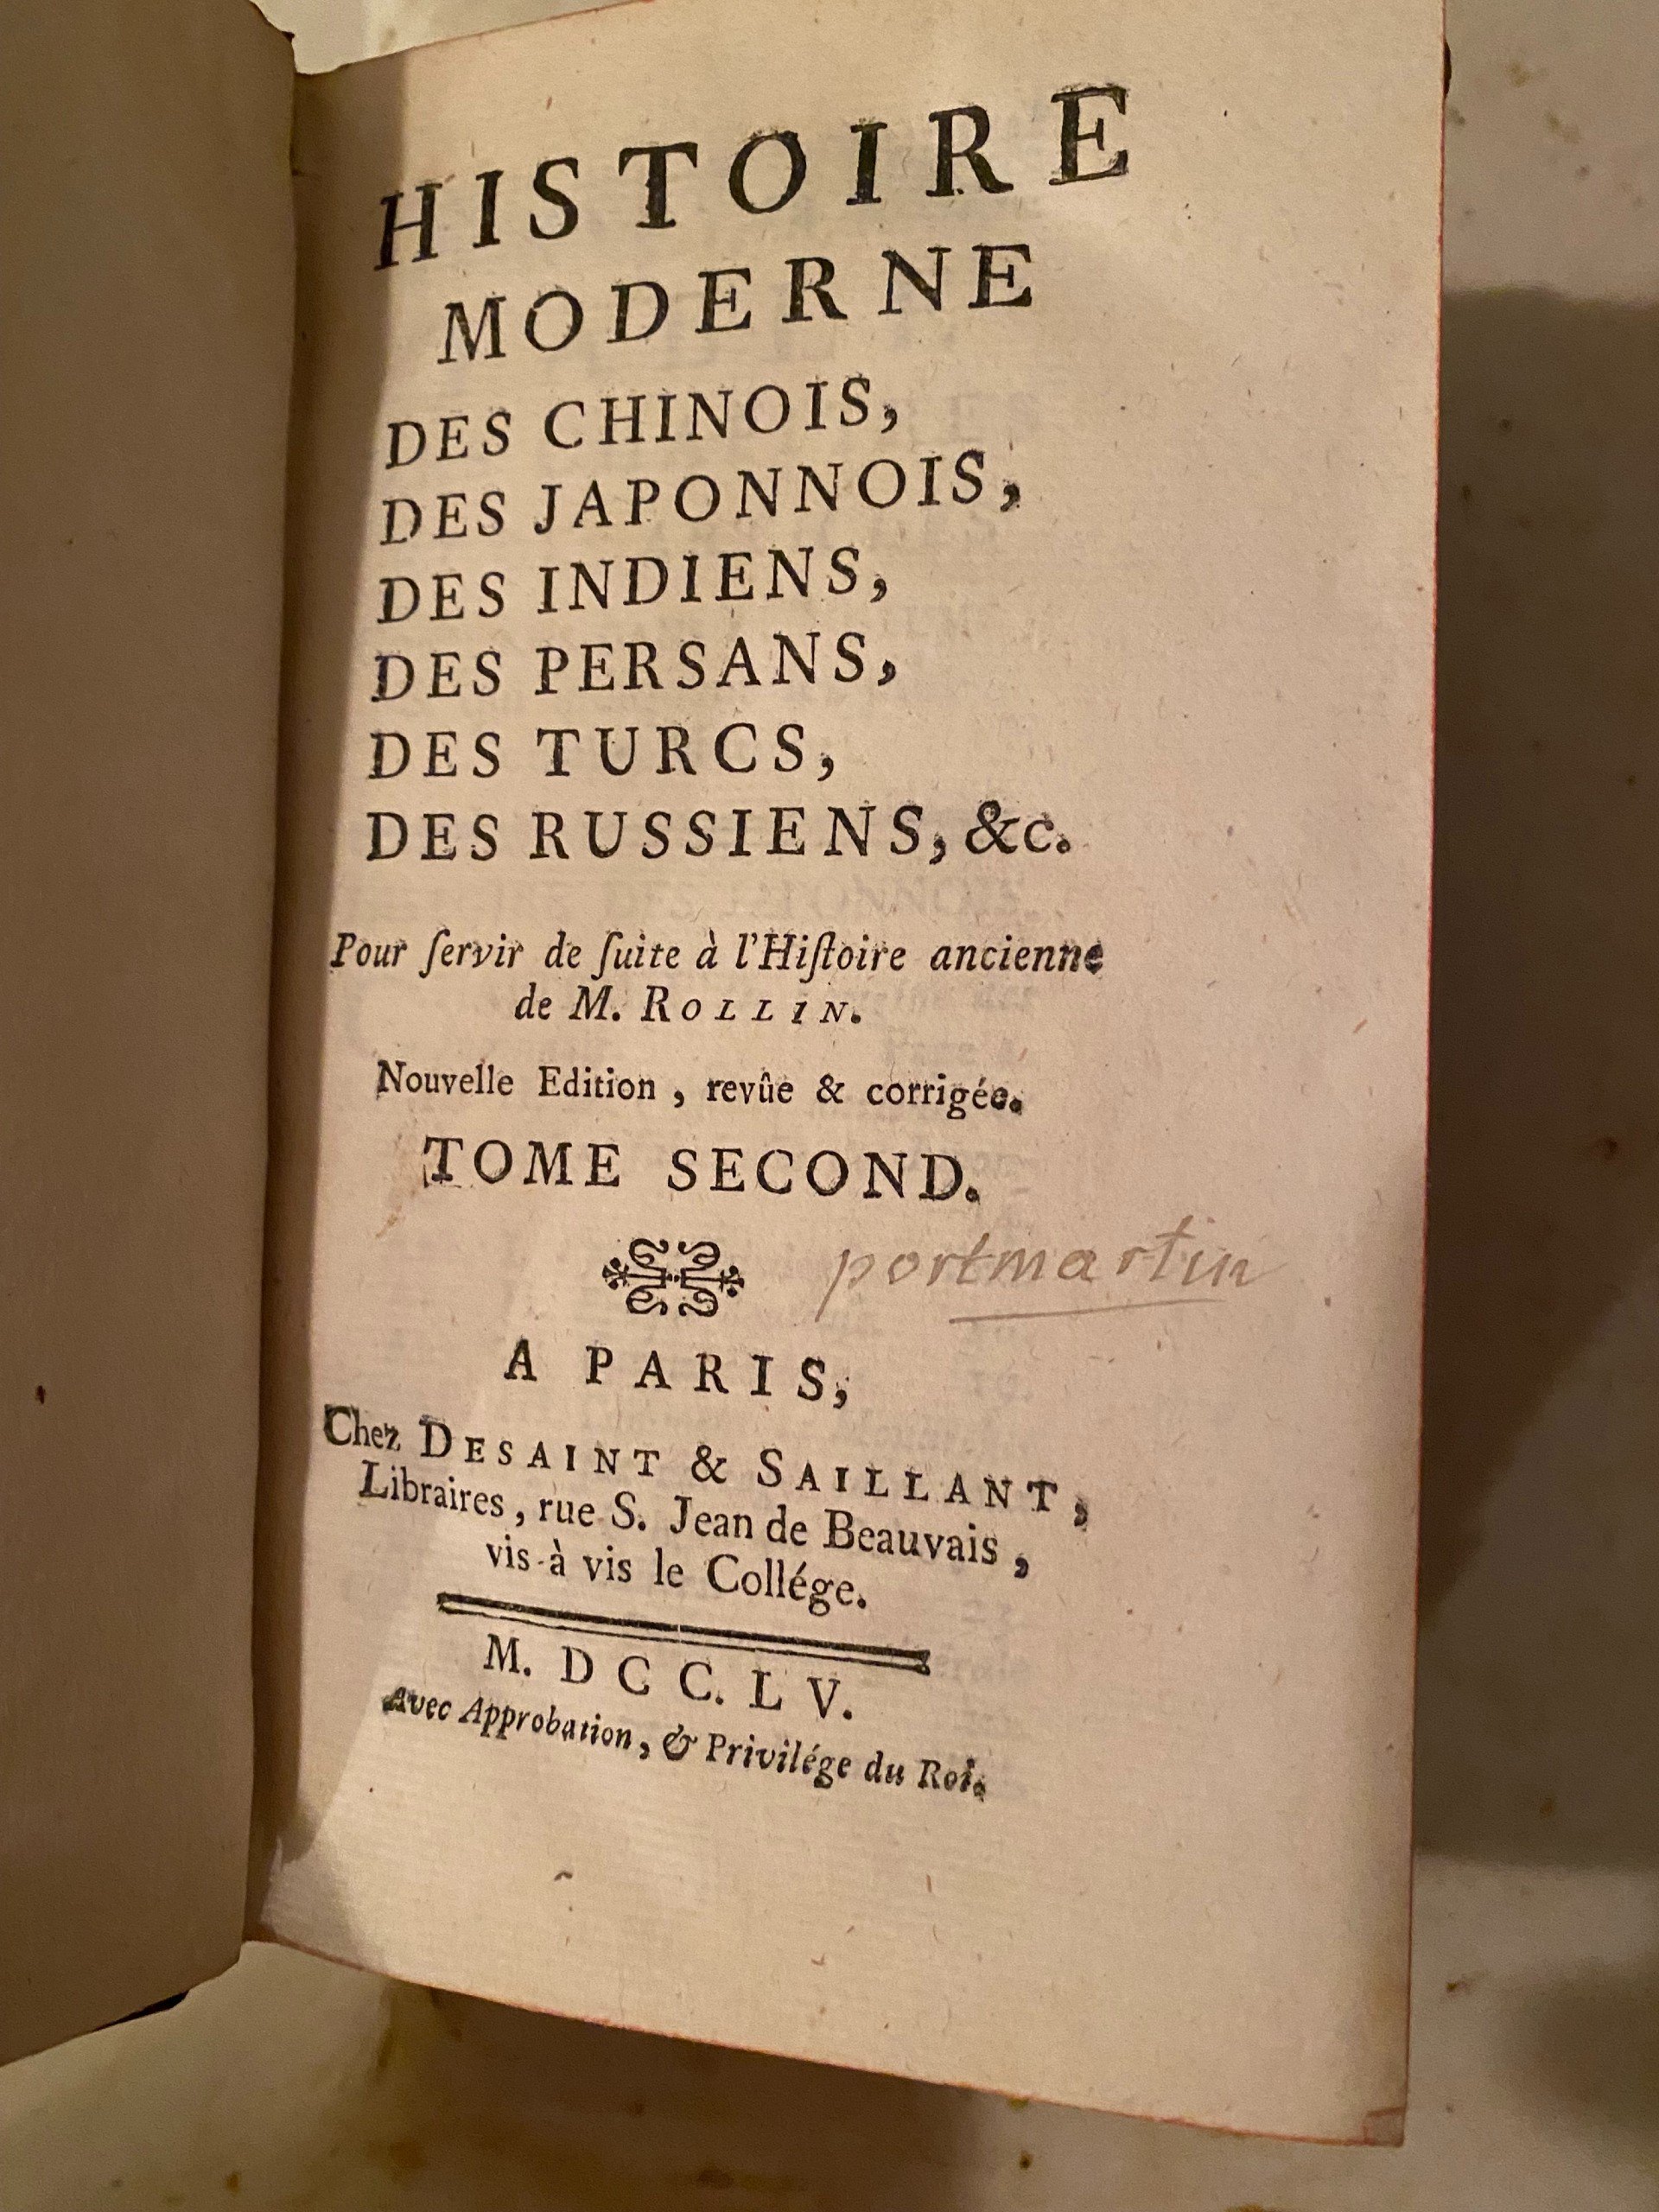 HISTOIRE
MODERNE
DES CHINOIS,
DES JAPONNOIS,
DES INDIENS,
DES PERSANS,
DES TURCS,
DES RUSSIENS, &c.
Pour ſervir de ſuite à l'Hiſtoire ancienne
de M. ROLLIN.
Nouvelle Edition, revûe & corrigée.
TOME SECOND.
portmartin
A PARIS,
Chez DESAINT & SAILLANT,
Libraires, rue S. Jean de Beauvais,
vis-à vis le Collége.
M. DCC. LV.
Avec Approbation, & Privilége du Roi.